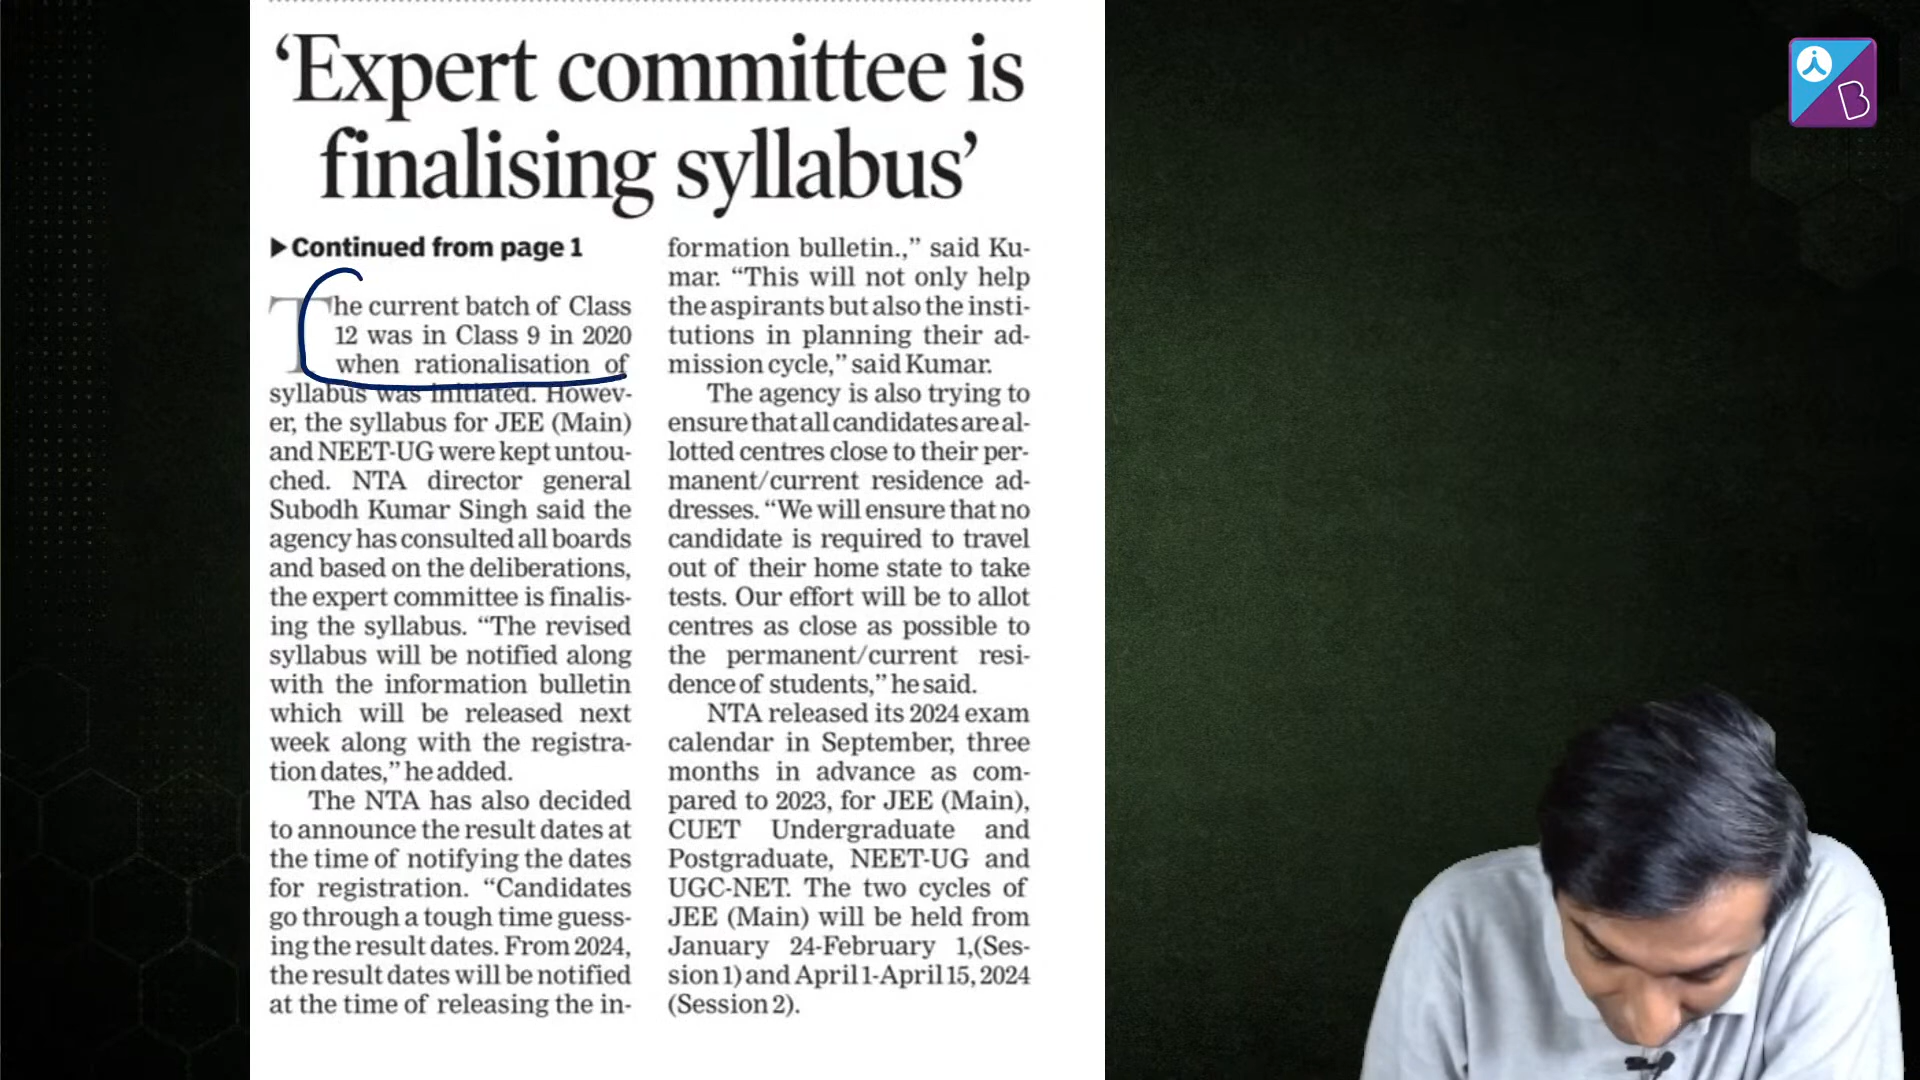 ‘Expert committee is
finalising syllabus’
▶Continued from page 1
The current batch of Class
12 was in Class 9 in 2020
when rationalisation of
syllabus was initiated. Howev-
er, the syllabus for JEE (Main)
and NEET-UG were kept untou-
ched. NTA director general
Subodh Kumar Singh said the
agency has consulted all boards
and based on the deliberations,
the expert committee is finalis-
ing the syllabus. “The revised
syllabus will be notified along
with the information bulletin
which will be released next
week along with the registra-
tion dates,” he added.
The NTA has also decided
to announce the result dates at
the time of notifying the dates
for registration. “Candidates
go through a tough time guess-
ing the result dates. From 2024,
the result dates will be notified
at the time of releasing the in-
formation bulletin.,” said Ku-
mar. “This will not only help
the aspirants but also the insti-
tutions in planning their ad-
mission cycle,” said Kumar.
The agency is also trying to
ensure that all candidates are al-
lotted centres close to their per-
manent/current residence ad-
dresses. “We will ensure that no
candidate is required to travel
out of their home state to take
tests. Our effort will be to allot
centres as close as possible to
the permanent/current resi-
dence of students,” he said.
NTA released its 2024 exam
calendar in September, three
months in advance as com-
pared to 2023, for JEE (Main),
CUET Undergraduate and
Postgraduate, NEET-UG and
UGC-NET. The two cycles of
JEE (Main) will be held from
January 24-February 1,(Ses-
sion 1) and April 1-April 15, 2024
(Session 2).
B